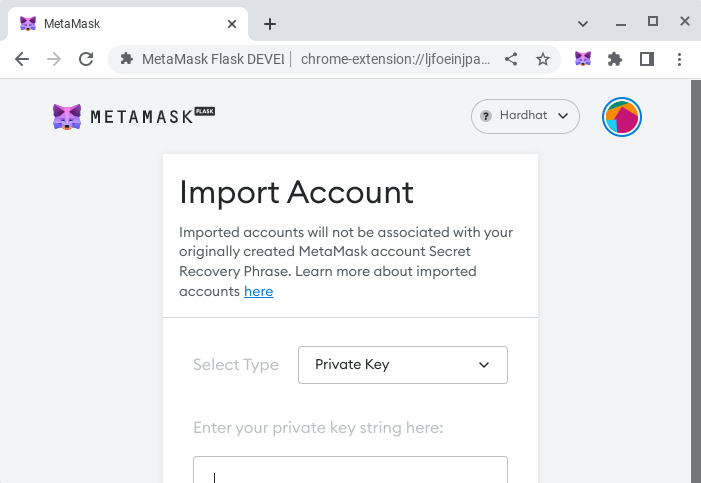 MetaMask
MetaMask Flask DEVEl chrome-extension://ljfoeinjpa...
METAMASK FLASK
? Hardhat
Import Account
Imported accounts will not be associated with your
originally created MetaMask account Secret
Recovery Phrase. Learn more about imported
accounts here
Select Type Private Key
Enter your private key string here: